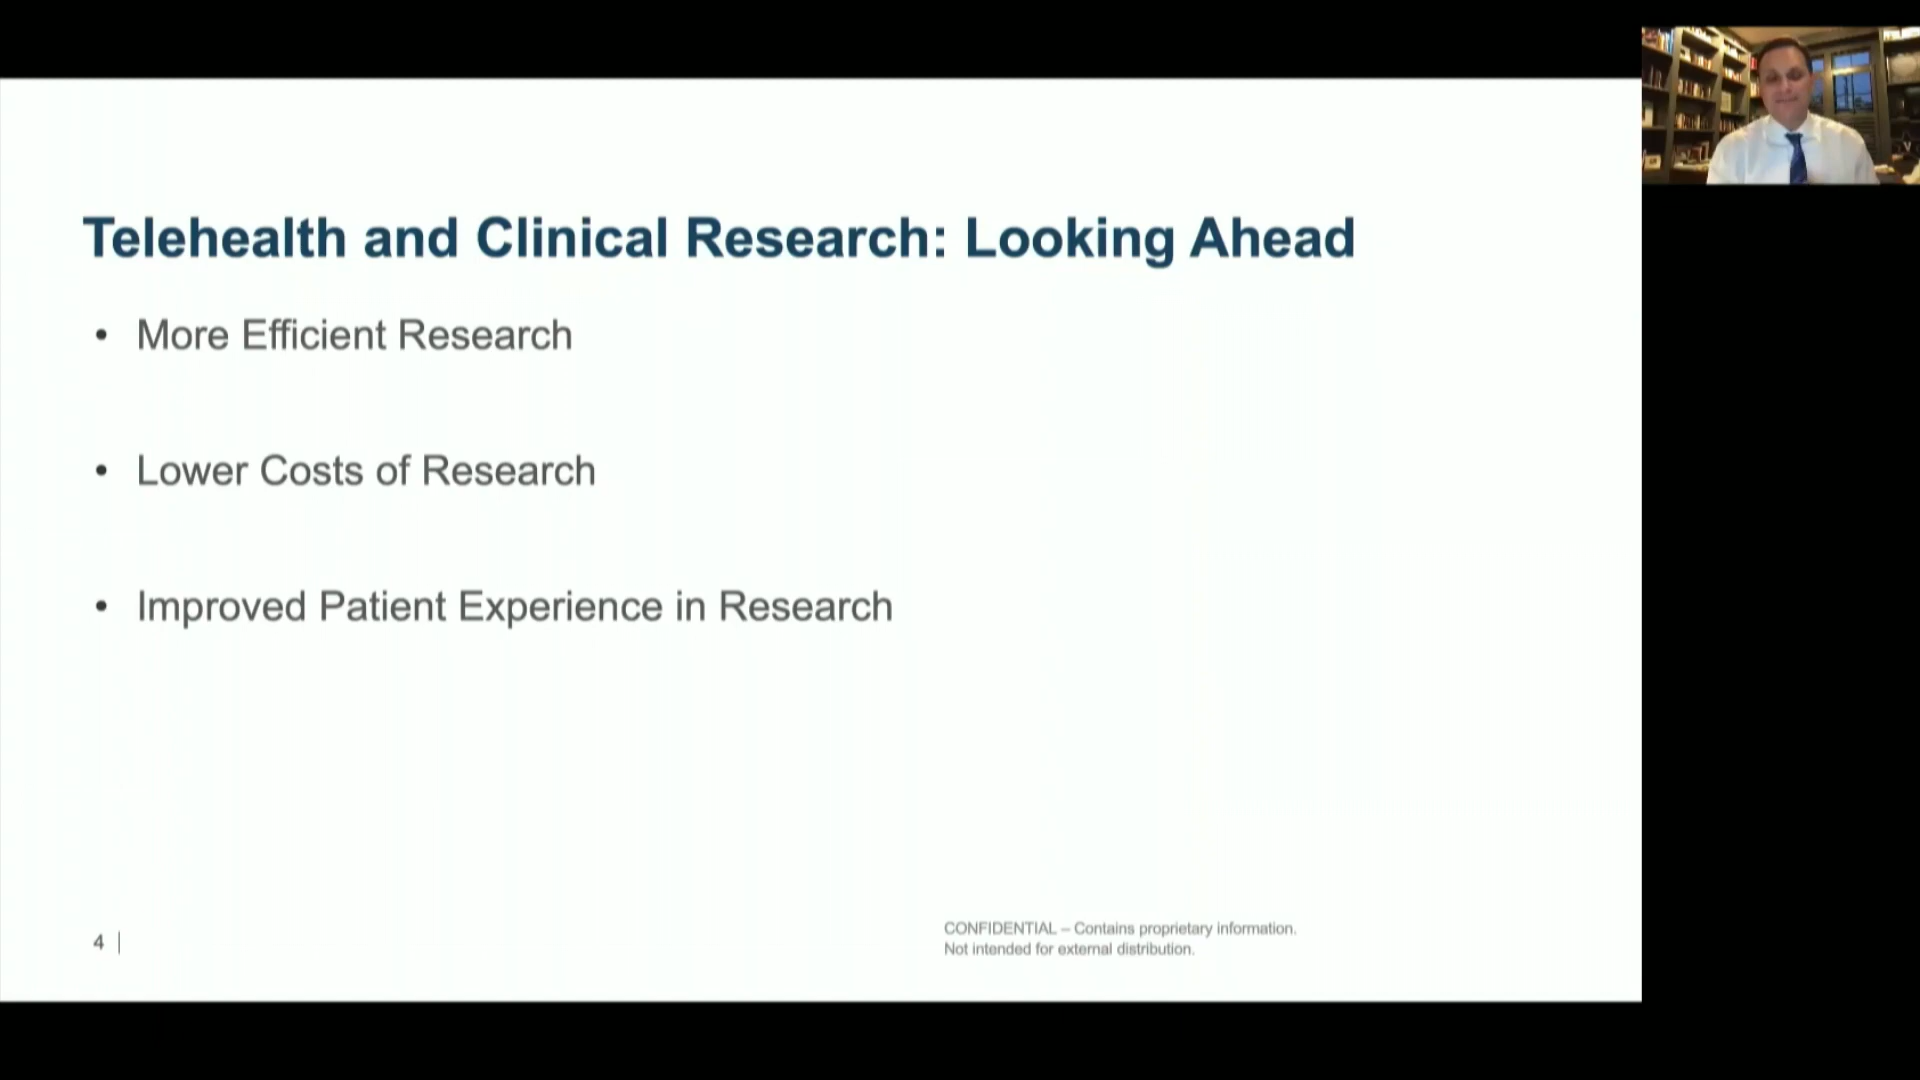 Telehealth and Clinical Research: Looking Ahead
• More Efficient Research
• Lower Costs of Research
• Improved Patient Experience in Research
4 |
CONFIDENTIAL – Contains proprietary information.
Not intended for external distribution.